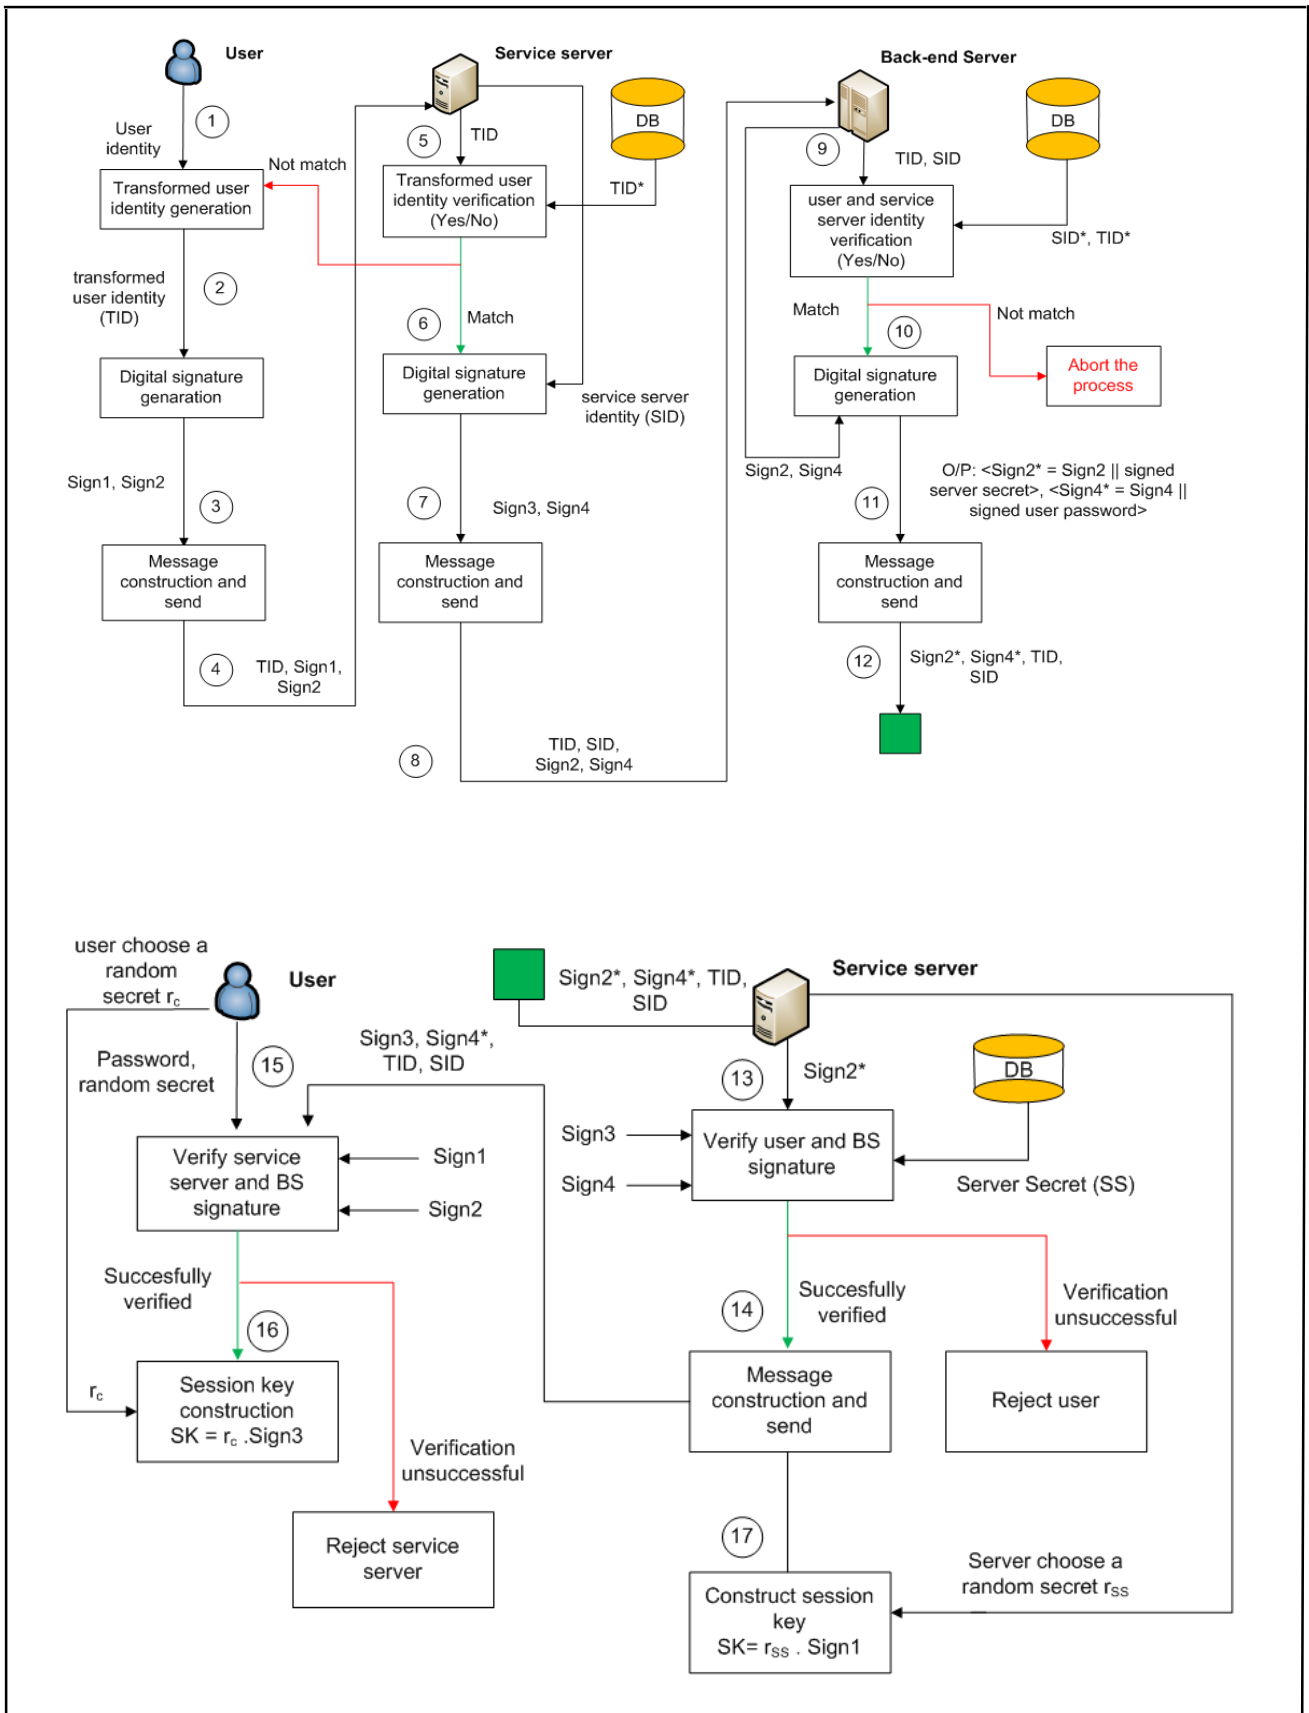 User
Service server
Back-end Server
1
User
identity
Not match
Transformed user
identity generation
2
transformed
user identity
(TID)
Digital signature
genaration
Sign1, Sign2
3
Message
construction and
send
4
TID, Sign1,
Sign2
5
TID
DB
TID*
Transformed user
identity verification
(Yes/No)
6
Match
Digital signature
generation
service server
identity (SID)
7
Sign3, Sign4
Message
construction and
send
8
TID, SID,
Sign2, Sign4
9
TID, SID
DB
SID*, TID*
user and service
server identity
verification
(Yes/No)
Match
10
Not match
Abort the
process
Digital signature
generation
Sign2, Sign4
O/P: <Sign2* = Sign2 || signed
server secret>, <Sign4* = Sign4 ||
signed user password>
11
Message
construction and
send
12
Sign2*, Sign4*, TID,
SID
user choose a
random
secret rc
User
Password,
random secret
15
Sign3, Sign4*,
TID, SID
Verify service
server and BS
signature
Sign1
Sign2
Succesfully
verified
16
rc
Session key
construction
SK = rc .Sign3
Verification
unsuccessful
Reject service
server
Sign2*, Sign4*, TID,
SID
Service server
13
Sign2*
DB
Sign3
Sign4
Verify user and BS
signature
Server Secret (SS)
14
Succesfully
verified
Verification
unsuccessful
Message
construction and
send
Reject user
17
Server choose a
random secret rSS
Construct session
key
SK= rSS . Sign1